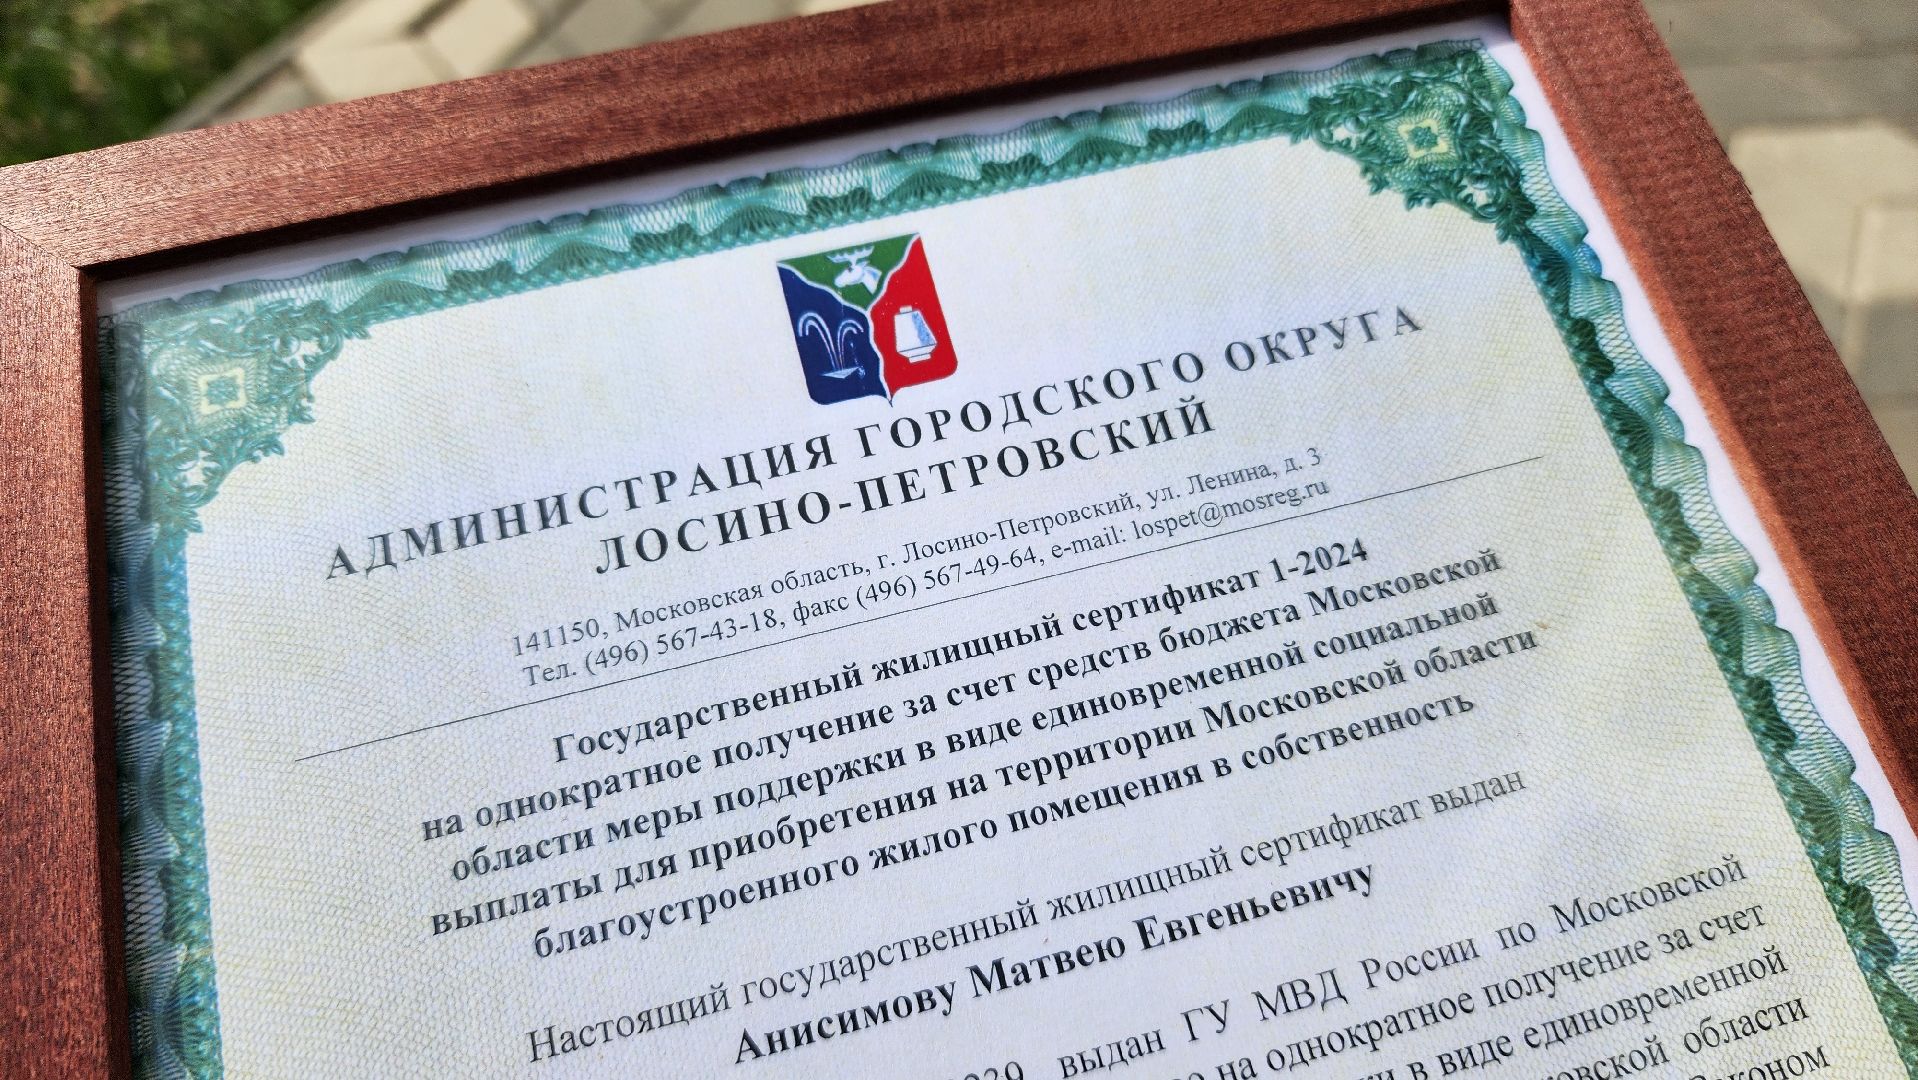 АДМИНИСТРАЦИЯ ГОРОДСКОГО ОКРУГА
ЛОСИНО-ПЕТРОВСКИЙ
141150, Московская область, г. Лосино-Петровский, ул. Ленина, д. 3
Тел. (496) 567-43-18, факс (496) 567-49-64, e-mail: lospet@mosreg.ru
Государственный жилищный сертификат 1-2024
на однократное получение за счет средств бюджета Московской
области меры поддержки в виде единовременной социальной
выплаты для приобретения на территории Московской области
благоустроенного жилого помещения в собственность
Настоящий государственный жилищный сертификат выдан
Анисимову Матвею Евгеньевичу
выдан ГУ МВД России по Московской
на однократное получение за счет
в виде единовременной
области